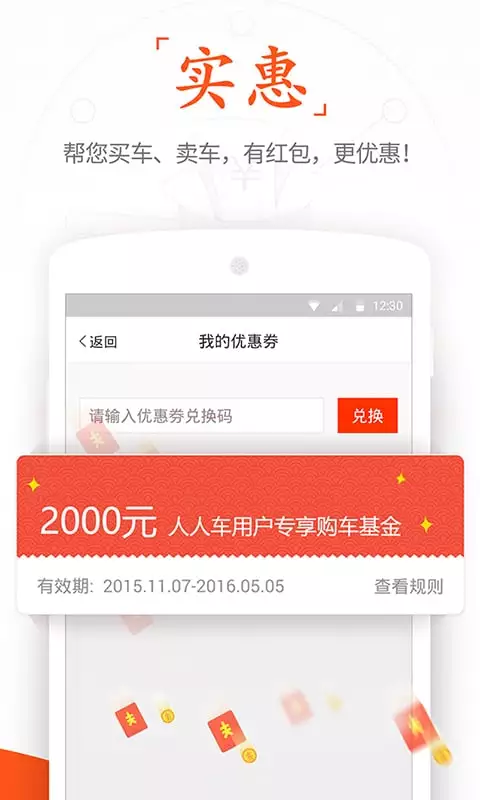 实惠
帮您买车、卖车，有红包，更优惠！
12:30
返回 我的优惠券
请输入优惠券兑换码 兑换
2000元 人人车用户专享购车基金
有效期: 2015.11.07-2016.05.05 查看规则